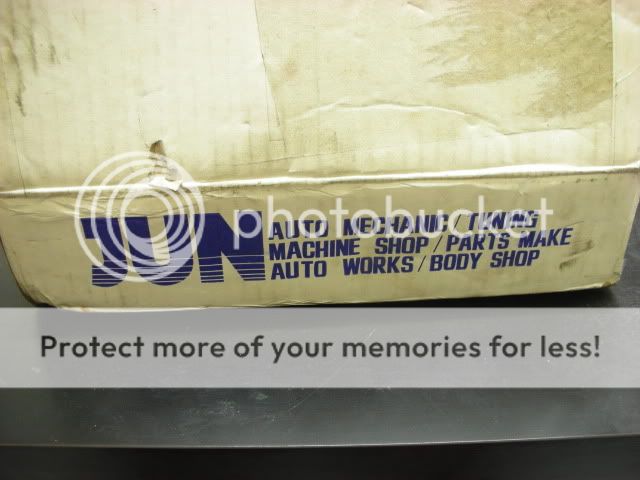 JUN
AUTO MECHANIC/TUNING
MACHINE SHOP/PARTS MAKE
AUTO WORKS/BODY SHOP
photobucket
Protect more of your memories for less!